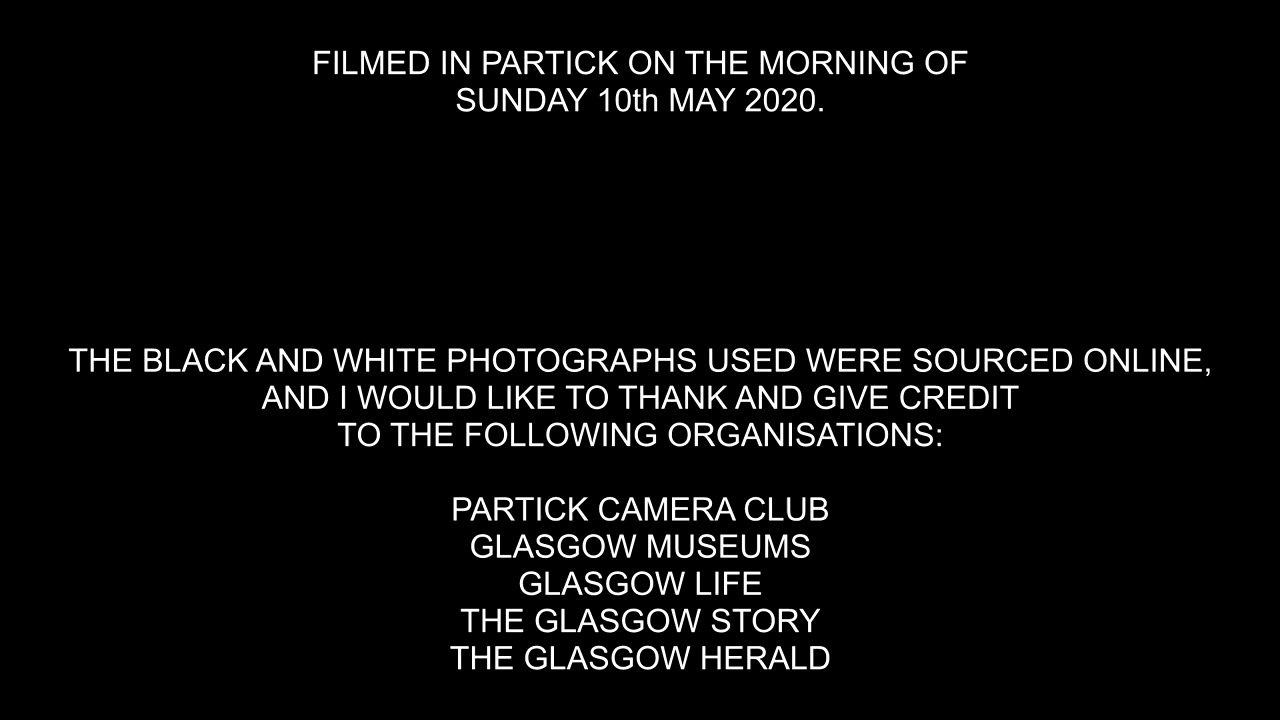 FILMED IN PARTICK ON THE MORNING OF
SUNDAY 10th MAY 2020.
THE BLACK AND WHITE PHOTOGRAPHS USED WERE SOURCED ONLINE,
AND I WOULD LIKE TO THANK AND GIVE CREDIT
TO THE FOLLOWING ORGANISATIONS:
PARTICK CAMERA CLUB
GLASGOW MUSEUMS
GLASGOW LIFE
THE GLASGOW STORY
THE GLASGOW HERALD